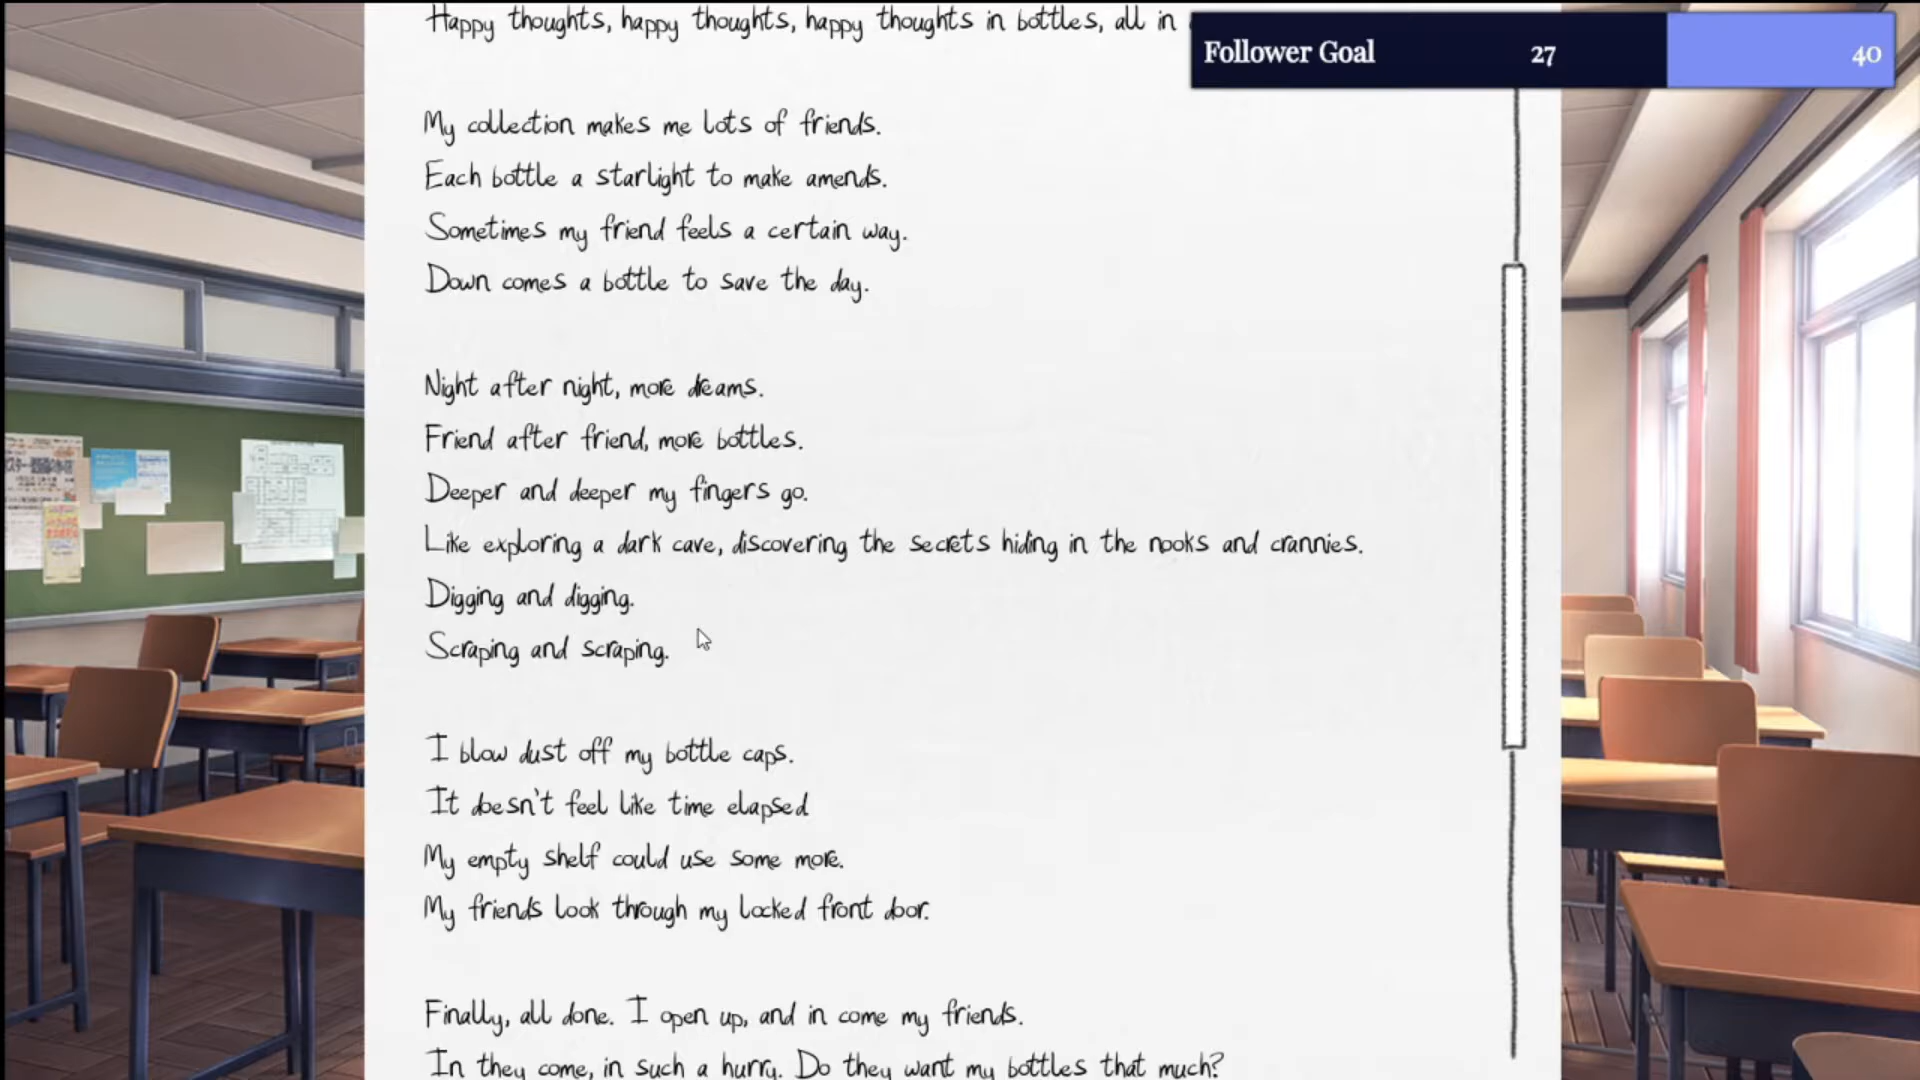 Happy thoughts, happy thoughts, happy thoughts in bottles, all in
Follower Goal 27 40
My collection makes me lots of friends.
Each bottle a starlight to make amends.
Sometimes my friend feels a certain way.
Down comes a bottle to save the day.
Night after night, more dreams.
Friend after friend, more bottles.
Deeper and deeper my fingers go.
Like exploring a dark cave, discovering the secrets hiding in the nooks and crannies.
Digging and digging.
Scraping and scraping.
I blow dust off my bottle caps.
It doesn't feel like time elapsed
My empty shelf could use some more.
My friends look through my locked front door.
Finally, all done. I open up, and in come my friends.
In they come, in such a hurry. Do they want my bottles that much?